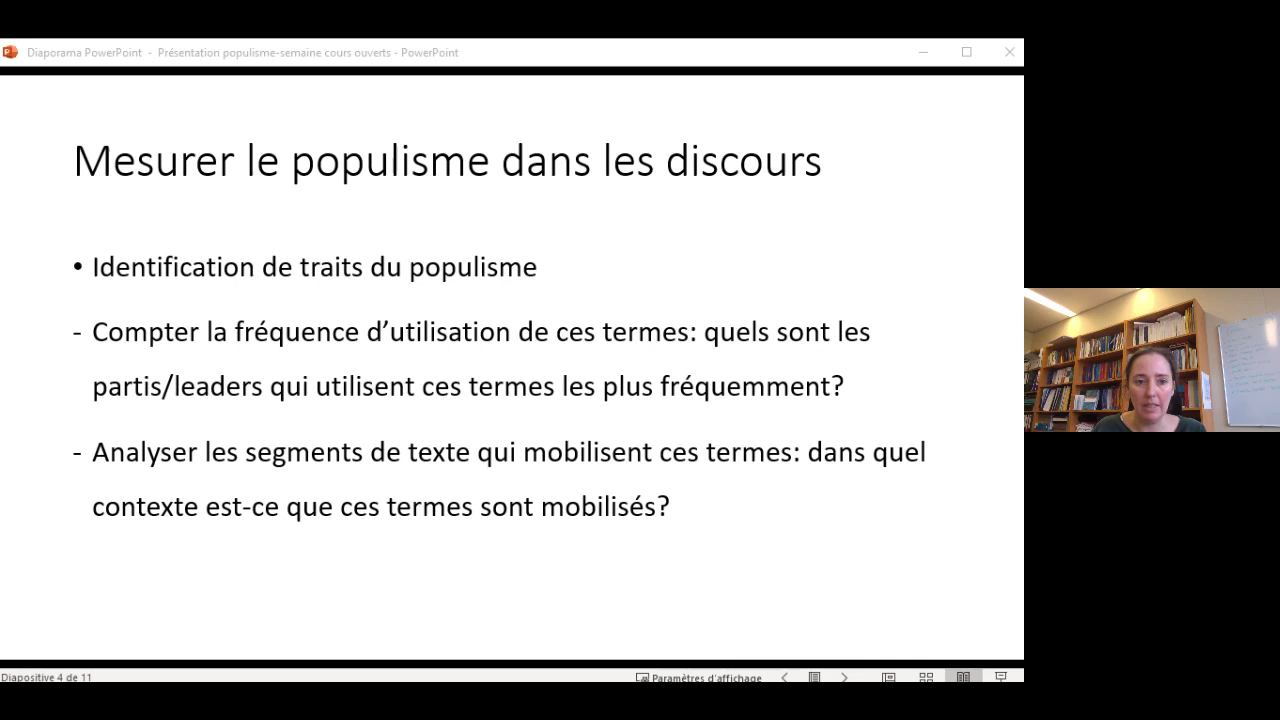 Diaporama PowerPoint - Présentation populisme-semaine cours ouverts - PowerPoint
Mesurer le populisme dans les discours
• Identification de traits du populisme
- Compter la fréquence d’utilisation de ces termes: quels sont les
partis/leaders qui utilisent ces termes les plus fréquemment?
- Analyser les segments de texte qui mobilisent ces termes: dans quel
contexte est-ce que ces termes sont mobilisés?
Diapositive 4 de 11
Paramètres d'affichage